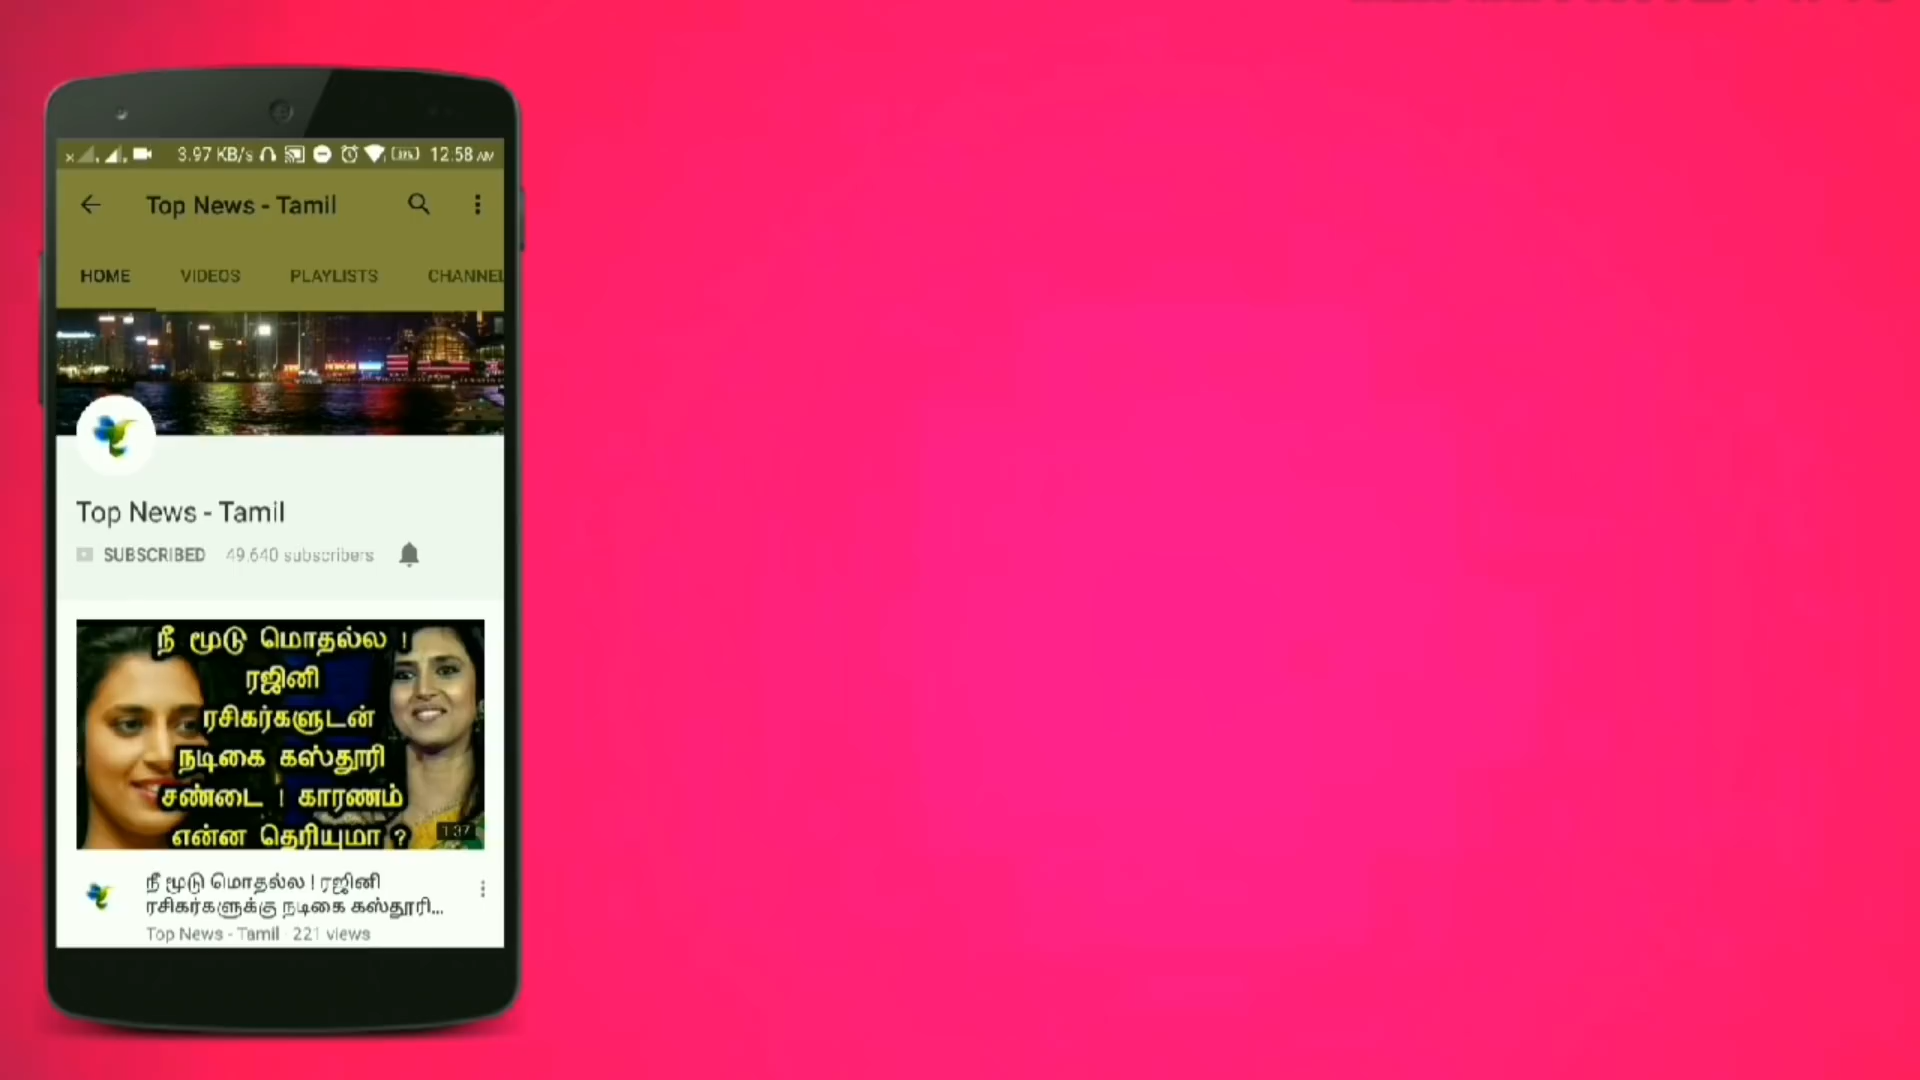 3.97 KB/s 12.58 AM
Top News - Tamil
HOME VIDEOS PLAYLISTS CHANNEL
Top News - Tamil
SUBSCRIBED 49,640 subscribers
நீ மூடு மொதல்ல !
ரஜினி
ரசிகர்களுடன்
நடிகை கஸ்தூரி
சண்டை ! காரணம்
என்ன தெரியுமா ?
1:37
நீ மூடு மொதல்ல ! ரஜினி
ரசிகர்களுக்கு நடிகை கஸ்தூரி...
Top News - Tamil 221 views